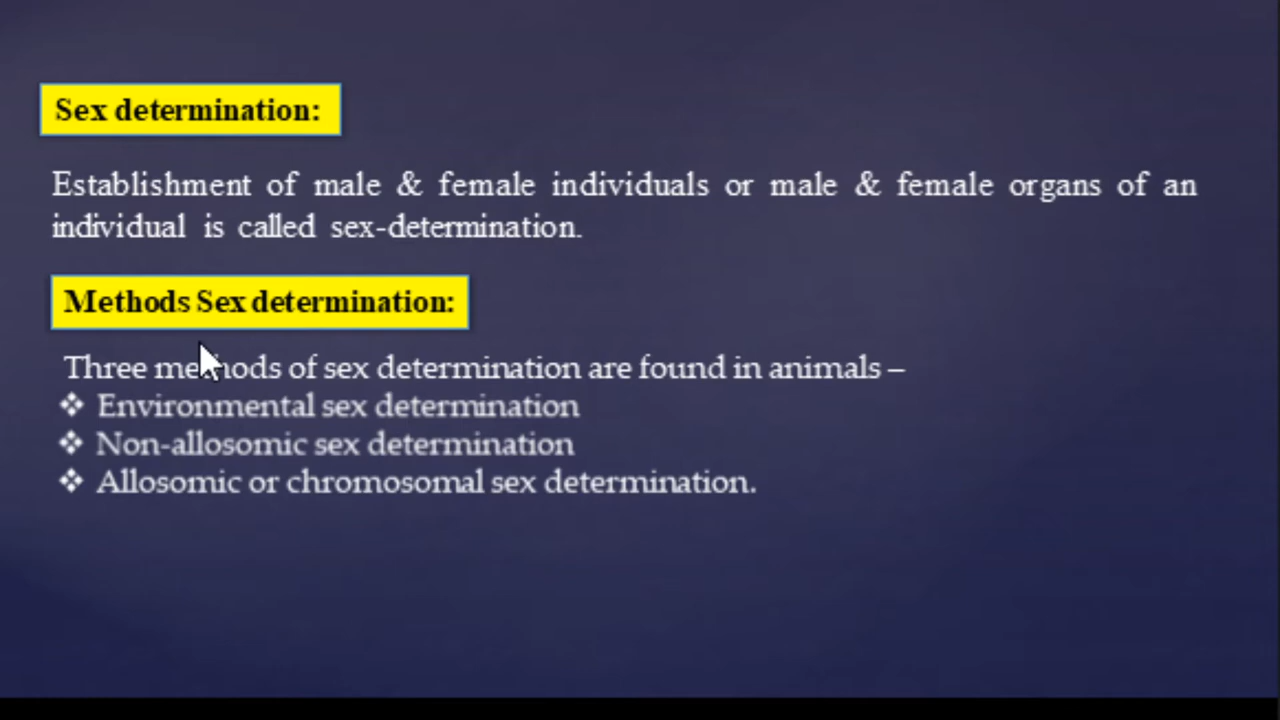 Sex determination:
Establishment of male & female individuals or male & female organs of an
individual is called sex-determination.
Methods Sex determination:
Three methods of sex determination are found in animals –
❖ Environmental sex determination
❖ Non-allosomic sex determination
❖ Allosomic or chromosomal sex determination.